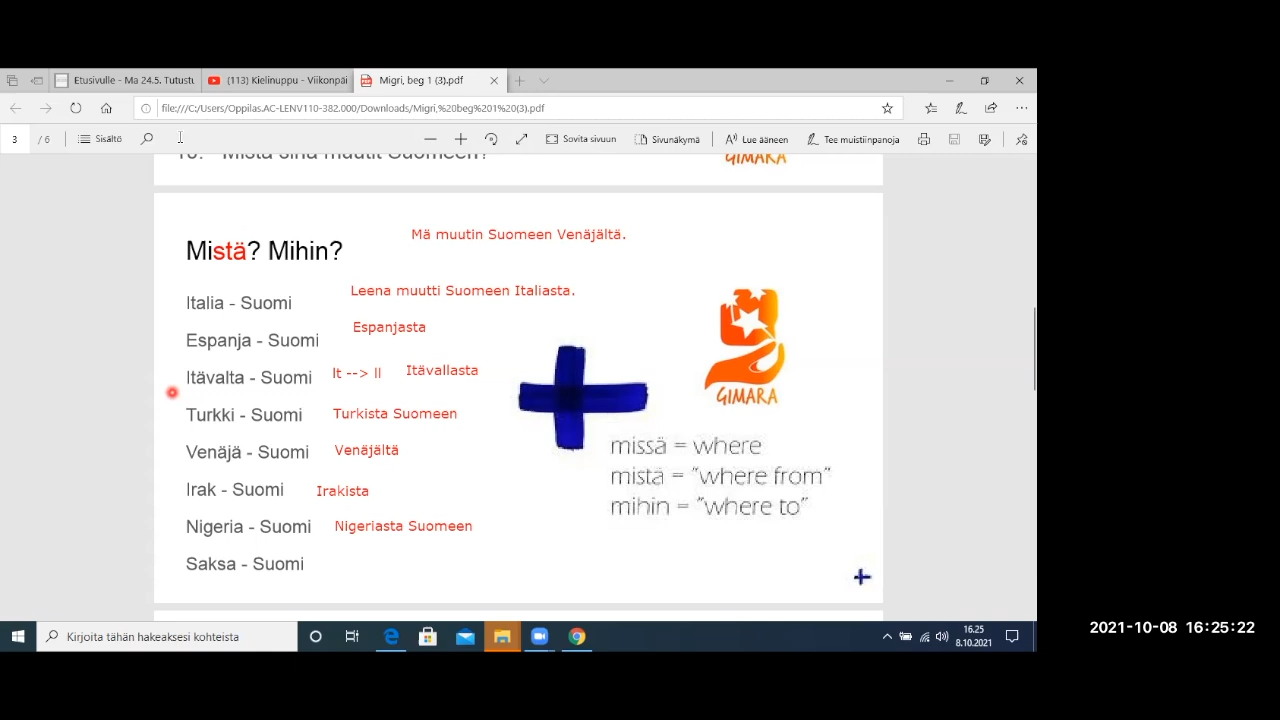 Etusivulle - Ma 24.5. Tutustu
(113) Kielinuppu - Viikonpäi
Migri, beg 1 (3).pdf
file:///C:/Users/Oppilas.AC-LENV110-382.000/Downloads/Migri,%20beg%201%20(3).pdf
3 / 6 Sisältö Sovita sivuun Sivunäkymä Lue ääneen Tee muistiinpanoja
Mistä sinä muutit Suomeen?
GIMARA
Mä muutin Suomeen Venäjältä.
Mistä? Mihin?
Leena muutti Suomeen Italiasta.
Italia - Suomi
Espanjasta
Espanja - Suomi
Itävalta - Suomi lt --> ll Itävallasta
GIMARA
Turkki - Suomi Turkista Suomeen
Venäjä - Suomi Venäjältä
missä = where
mistä = "where from"
Irak - Suomi Irakista
mihin = "where to"
Nigeria - Suomi Nigeriasta Suomeen
Saksa - Suomi
Kirjoita tähän hakeaksesi kohteista
16.25
8.10.2021
2021-10-08 16:25:22